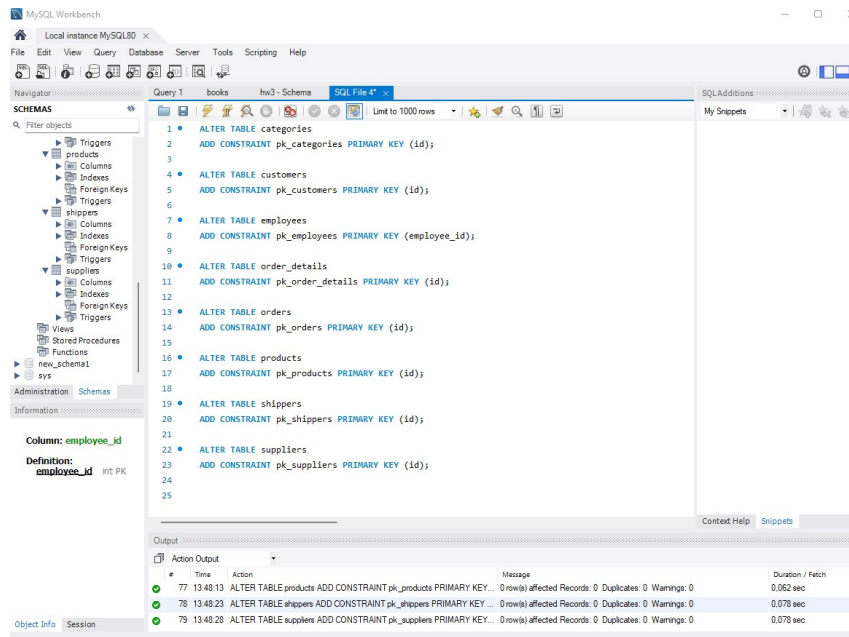 MySQL Workbench
Local instance MySQL80 ×
File Edit View Query Database Server Tools Scripting Help
Navigator
SCHEMAS
Filter objects
Triggers
products
Columns
Indexes
Foreign Keys
Triggers
shippers
Columns
Indexes
Foreign Keys
Triggers
suppliers
Columns
Indexes
Foreign Keys
Triggers
Views
Stored Procedures
Functions
new_schema1
sys
Administration Schemas
Information
Column: employee_id
Definition:
employee_id int PK
Object Info Session
Query 1 books hw3 - Schema SQL File 4* ×
Limit to 1000 rows
1 ALTER TABLE categories
2 ADD CONSTRAINT pk_categories PRIMARY KEY (id);
3
4 ALTER TABLE customers
5 ADD CONSTRAINT pk_customers PRIMARY KEY (id);
6
7 ALTER TABLE employees
8 ADD CONSTRAINT pk_employees PRIMARY KEY (employee_id);
9
10 ALTER TABLE order_details
11 ADD CONSTRAINT pk_order_details PRIMARY KEY (id);
12
13 ALTER TABLE orders
14 ADD CONSTRAINT pk_orders PRIMARY KEY (id);
15
16 ALTER TABLE products
17 ADD CONSTRAINT pk_products PRIMARY KEY (id);
18
19 ALTER TABLE shippers
20 ADD CONSTRAINT pk_shippers PRIMARY KEY (id);
21
22 ALTER TABLE suppliers
23 ADD CONSTRAINT pk_suppliers PRIMARY KEY (id);
24
25
SQLAdditions
My Snippets
Context Help Snippets
Output
Action Output
# Time Action Message Duration / Fetch
77 13:48:13 ALTER TABLE products ADD CONSTRAINT pk_products PRIMARY KEY... 0 row(s) affected Records: 0 Duplicates: 0 Warnings: 0 0,062 sec
78 13:48:23 ALTER TABLE shippers ADD CONSTRAINT pk_shippers PRIMARY KEY ... 0 row(s) affected Records: 0 Duplicates: 0 Warnings: 0 0,078 sec
79 13:48:28 ALTER TABLE suppliers ADD CONSTRAINT pk_suppliers PRIMARY KEY... 0 row(s) affected Records: 0 Duplicates: 0 Warnings: 0 0,078 sec